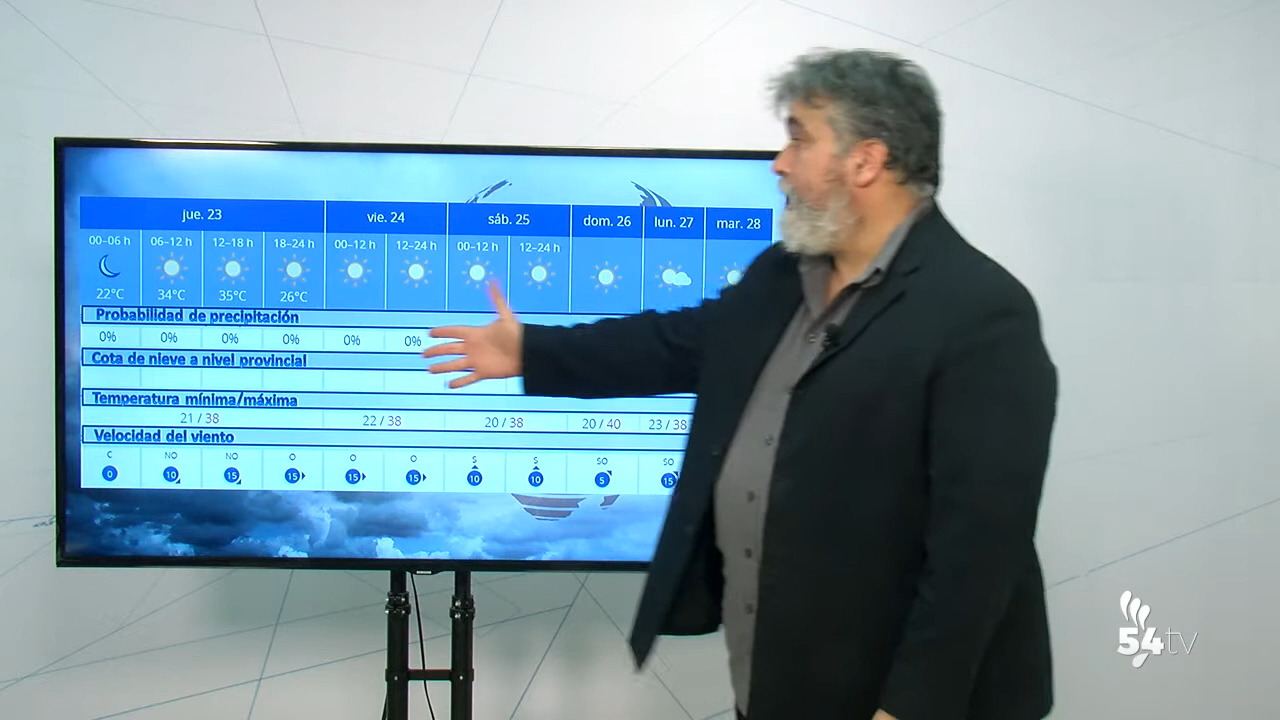 jue. 23 vie. 24 sáb. 25 dom. 26 lun. 27 mar. 28
00–06 h 06–12 h 12–18 h 18–24 h 00–12 h 12–24 h 00–12 h 12–24 h
22°C 34°C 35°C 26°C
Probabilidad de precipitación
0% 0% 0% 0% 0% 0%
Cota de nieve a nivel provincial
Temperatura mínima/máxima
21 / 38 22 / 38 20 / 38 20 / 40 23 / 38
Velocidad del viento
C NO NO O O O S S SO SO
0 10 15 15 15 15 10 10 5 15
SAMSUNG
54tv